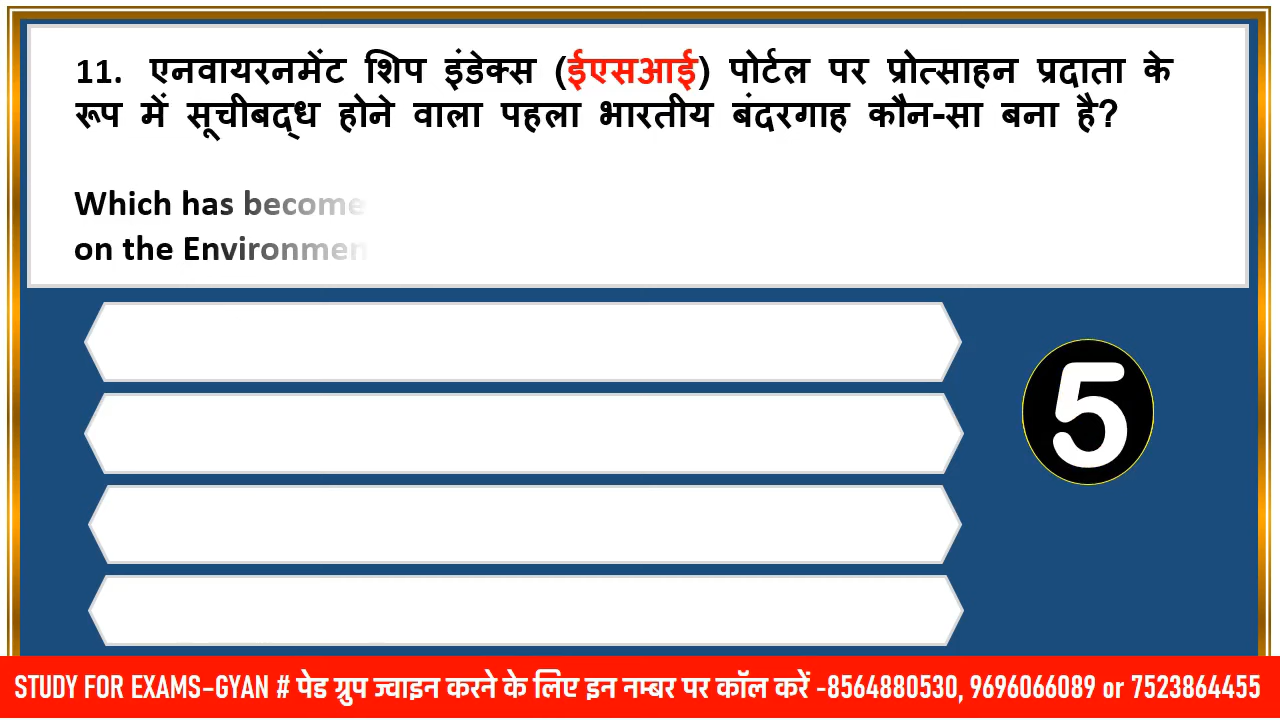 11. एनवायरनमेंट शिप इंडेक्स (ईएसआई) पोर्टल पर प्रोत्साहन प्रदाता के
रूप में सूचीबद्ध होने वाला पहला भारतीय बंदरगाह कौन-सा बना है?
Which has become
on the Environmen
5
STUDY FOR EXAMS-GYAN # पेड ग्रुप ज्वाइन करने के लिए इन नम्बर पर कॉल करें -8564880530, 9696066089 or 7523864455